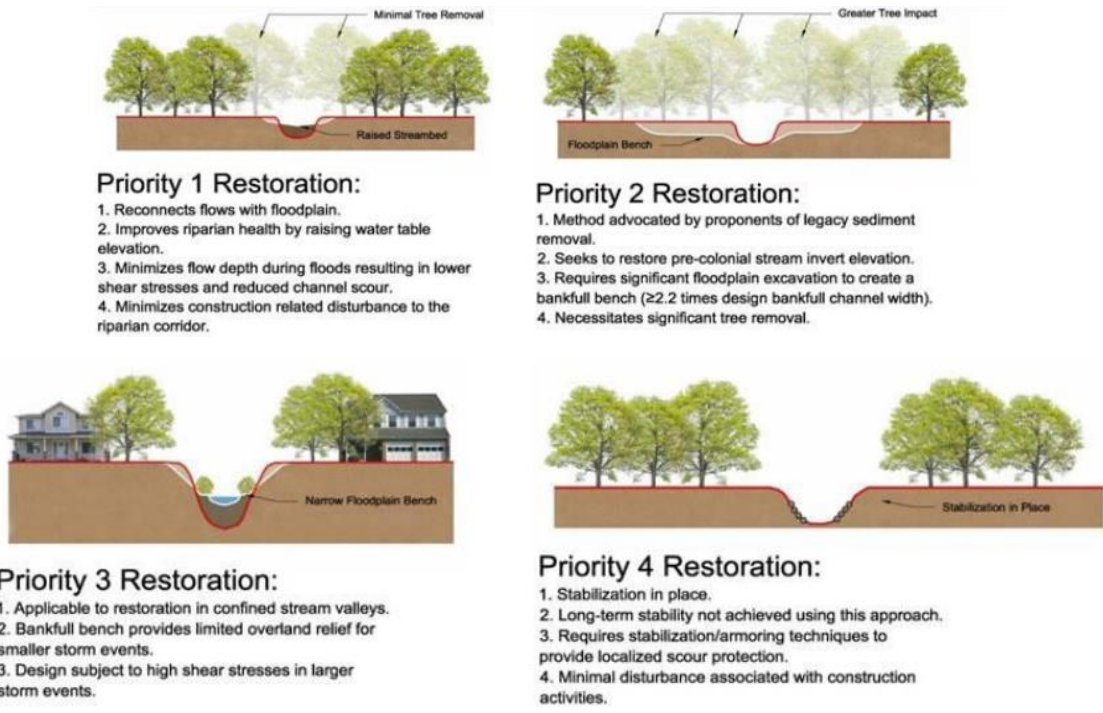 Minimal Tree Removal
Raised Streambed
Priority 1 Restoration:
1. Reconnects flows with floodplain.
2. Improves riparian health by raising water table
elevation.
3. Minimizes flow depth during floods resulting in lower
shear stresses and reduced channel scour.
4. Minimizes construction related disturbance to the
riparian corridor.
Greater Tree Impact
Floodplain Bench
Priority 2 Restoration:
1. Method advocated by proponents of legacy sediment
removal.
2. Seeks to restore pre-colonial stream invert elevation.
3. Requires significant floodplain excavation to create a
bankfull bench (≥2.2 times design bankfull channel width).
4. Necessitates significant tree removal.
Narrow Floodplain Bench
Priority 3 Restoration:
1. Applicable to restoration in confined stream valleys.
2. Bankfull bench provides limited overland relief for
smaller storm events.
3. Design subject to high shear stresses in larger
storm events.
Stabilization in Place
Priority 4 Restoration:
1. Stabilization in place.
2. Long-term stability not achieved using this approach.
3. Requires stabilization/armoring techniques to
provide localized scour protection.
4. Minimal disturbance associated with construction
activities.